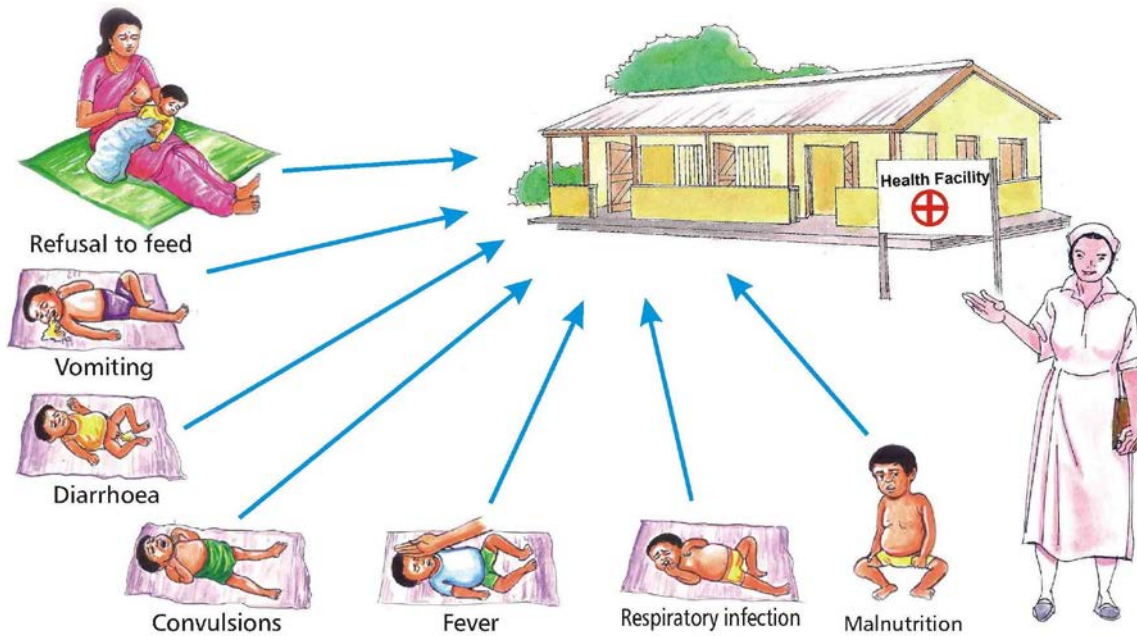 Health Facility
Refusal to feed
Vomiting
Diarrhoea
Convulsions
Fever
Respiratory infection
Malnutrition